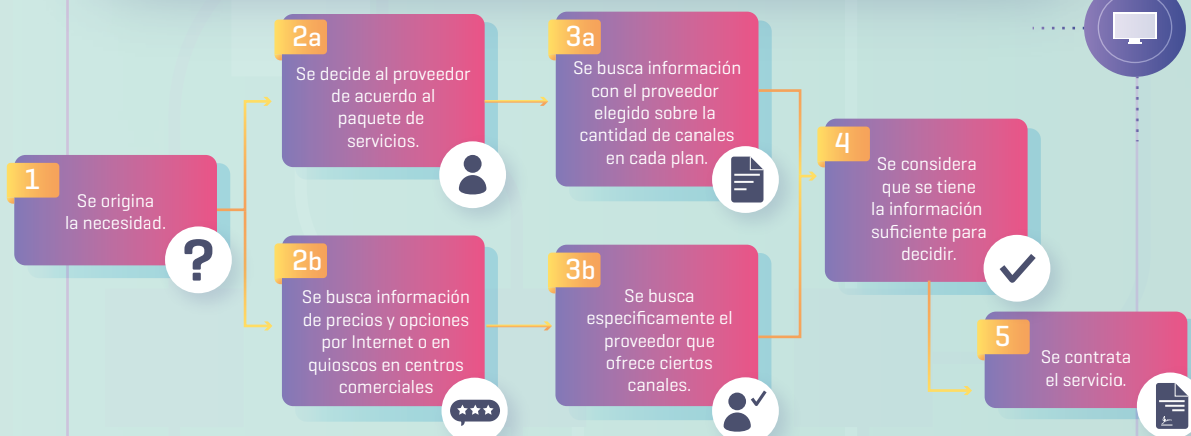 1
Se origina
la necesidad.
2a
Se decide al proveedor
de acuerdo al
paquete de
servicios.
3a
Se busca información
con el proveedor
elegido sobre la
cantidad de canales
en cada plan.
2b
Se busca información
de precios y opciones
por Internet o en
quioscos en centros
comerciales
3b
Se busca
especificamente el
proveedor que
ofrece ciertos
canales.
4
Se considera
que se tiene
la información
suficiente para
decidir.
5
Se contrata
el servicio.